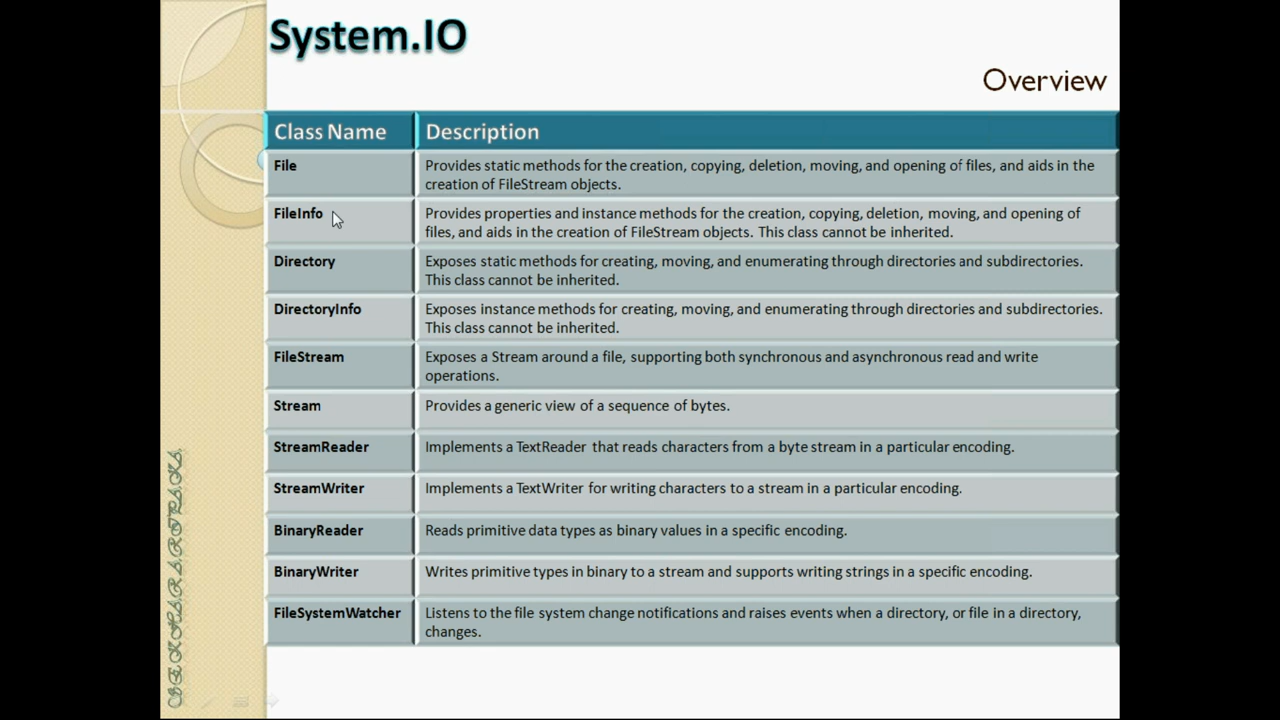 System.IO
Overview
Class Name
Description
File
Provides static methods for the creation, copying, deletion, moving, and opening of files, and aids in the
creation of FileStream objects.
FileInfo
Provides properties and instance methods for the creation, copying, deletion, moving, and opening of
files, and aids in the creation of FileStream objects. This class cannot be inherited.
Directory
Exposes static methods for creating, moving, and enumerating through directories and subdirectories.
This class cannot be inherited.
DirectoryInfo
Exposes instance methods for creating, moving, and enumerating through directories and subdirectories.
This class cannot be inherited.
FileStream
Exposes a Stream around a file, supporting both synchronous and asynchronous read and write
operations.
Stream
Provides a generic view of a sequence of bytes.
StreamReader
Implements a TextReader that reads characters from a byte stream in a particular encoding.
StreamWriter
Implements a TextWriter for writing characters to a stream in a particular encoding.
BinaryReader
Reads primitive data types as binary values in a specific encoding.
BinaryWriter
Writes primitive types in binary to a stream and supports writing strings in a specific encoding.
FileSystemWatcher
Listens to the file system change notifications and raises events when a directory, or file in a directory,
changes.